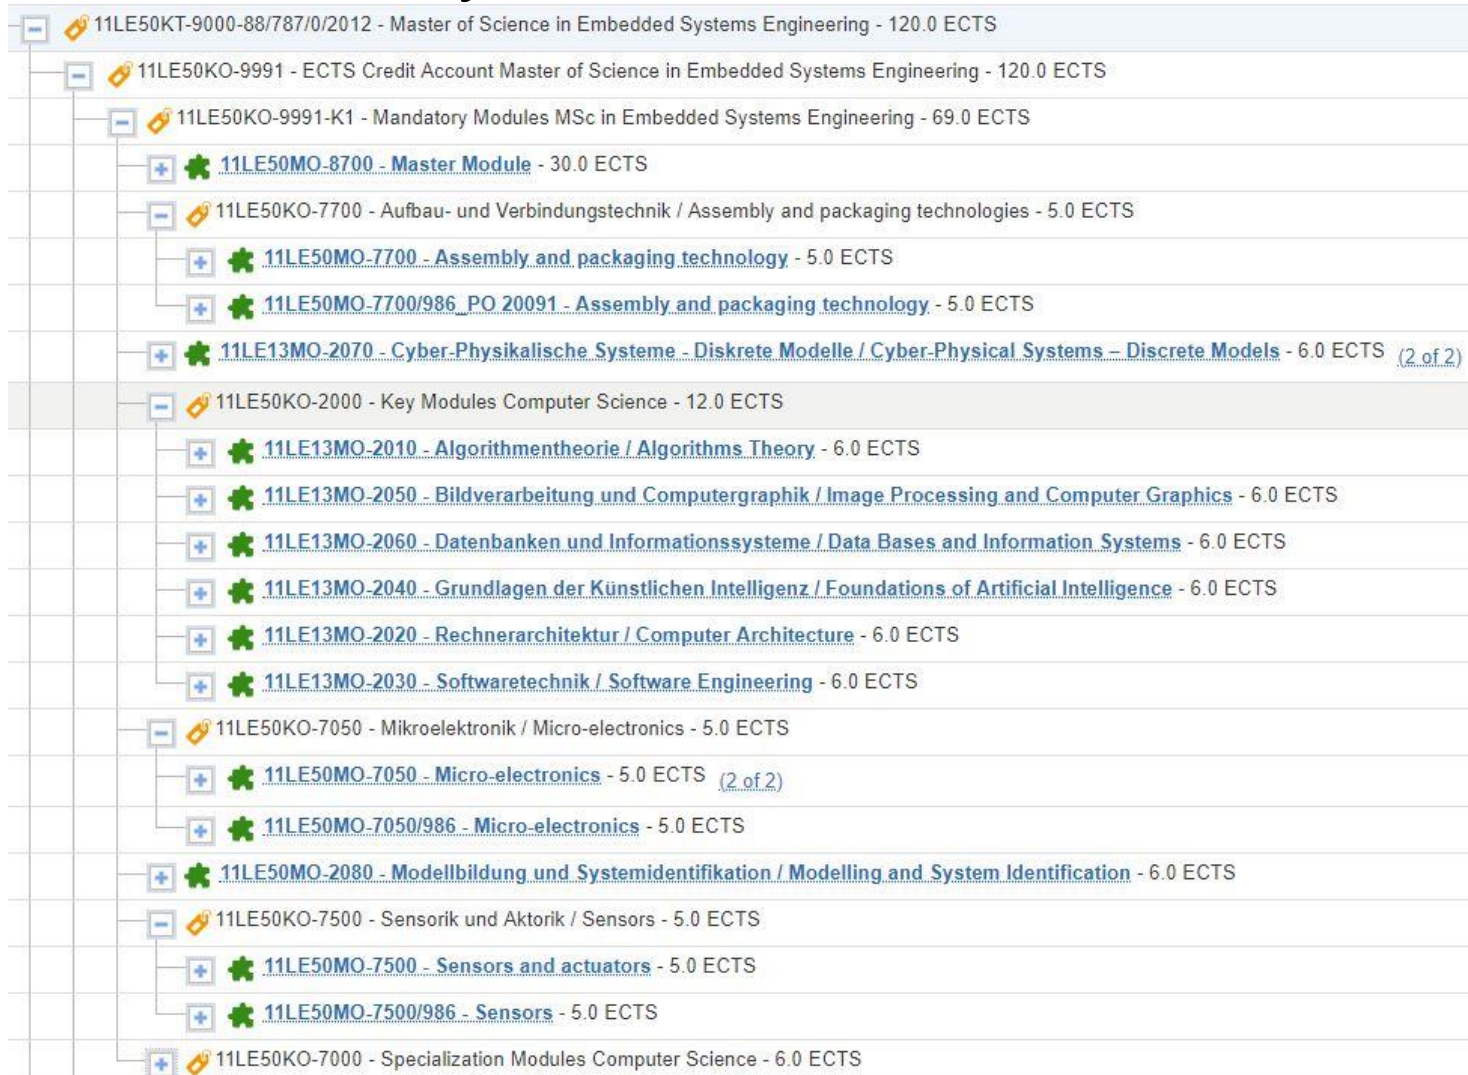 11LE50KT-9000-88/787/0/2012 - Master of Science in Embedded Systems Engineering - 120.0 ECTS
11LE50KO-9991 - ECTS Credit Account Master of Science in Embedded Systems Engineering - 120.0 ECTS
11LE50KO-9991-K1 - Mandatory Modules MSc in Embedded Systems Engineering - 69.0 ECTS
11LE50MO-8700 - Master Module - 30.0 ECTS
11LE50KO-7700 - Aufbau- und Verbindungstechnik / Assembly and packaging technologies - 5.0 ECTS
11LE50MO-7700 - Assembly and packaging technology - 5.0 ECTS
11LE50MO-7700/986_PO 20091 - Assembly and packaging technology - 5.0 ECTS
11LE13MO-2070 - Cyber-Physikalische Systeme - Diskrete Modelle / Cyber-Physical Systems – Discrete Models - 6.0 ECTS (2 of 2)
11LE50KO-2000 - Key Modules Computer Science - 12.0 ECTS
11LE13MO-2010 - Algorithmentheorie / Algorithms Theory - 6.0 ECTS
11LE13MO-2050 - Bildverarbeitung und Computergraphik / Image Processing and Computer Graphics - 6.0 ECTS
11LE13MO-2060 - Datenbanken und Informationssysteme / Data Bases and Information Systems - 6.0 ECTS
11LE13MO-2040 - Grundlagen der Künstlichen Intelligenz / Foundations of Artificial Intelligence - 6.0 ECTS
11LE13MO-2020 - Rechnerarchitektur / Computer Architecture - 6.0 ECTS
11LE13MO-2030 - Softwaretechnik / Software Engineering - 6.0 ECTS
11LE50KO-7050 - Mikroelektronik / Micro-electronics - 5.0 ECTS
11LE50MO-7050 - Micro-electronics - 5.0 ECTS (2 of 2)
11LE50MO-7050/986 - Micro-electronics - 5.0 ECTS
11LE50MO-2080 - Modellbildung und Systemidentifikation / Modelling and System Identification - 6.0 ECTS
11LE50KO-7500 - Sensorik und Aktorik / Sensors - 5.0 ECTS
11LE50MO-7500 - Sensors and actuators - 5.0 ECTS
11LE50MO-7500/986 - Sensors - 5.0 ECTS
11LE50KO-7000 - Specialization Modules Computer Science - 6.0 ECTS